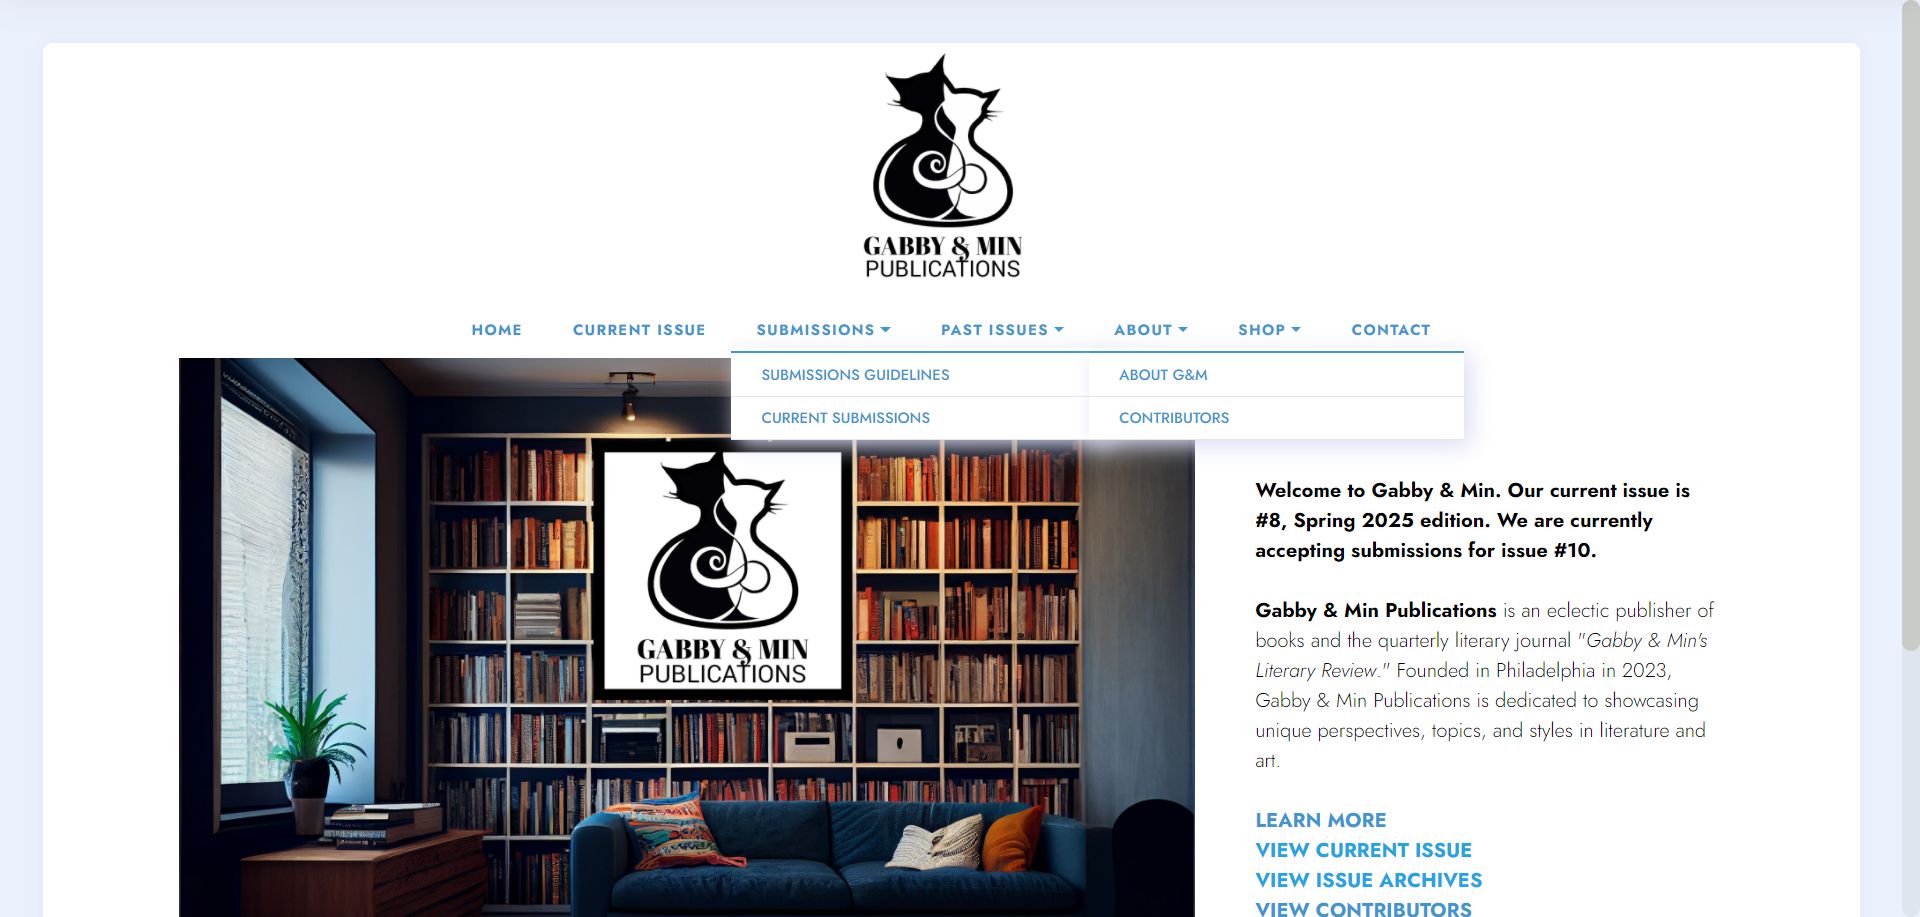 GABBY & MIN
PUBLICATIONS
HOME CURRENT ISSUE SUBMISSIONS PAST ISSUES ABOUT SHOP CONTACT
SUBMISSIONS GUIDELINES
CURRENT SUBMISSIONS
ABOUT G&M
CONTRIBUTORS
GABBY & MIN
PUBLICATIONS
Welcome to Gabby & Min. Our current issue is
#8, Spring 2025 edition. We are currently
accepting submissions for issue #10.
Gabby & Min Publications is an eclectic publisher of
books and the quarterly literary journal "Gabby & Min's
Literary Review." Founded in Philadelphia in 2023,
Gabby & Min Publications is dedicated to showcasing
unique perspectives, topics, and styles in literature and
art.
LEARN MORE
VIEW CURRENT ISSUE
VIEW ISSUE ARCHIVES
VIEW CONTRIBUTORS